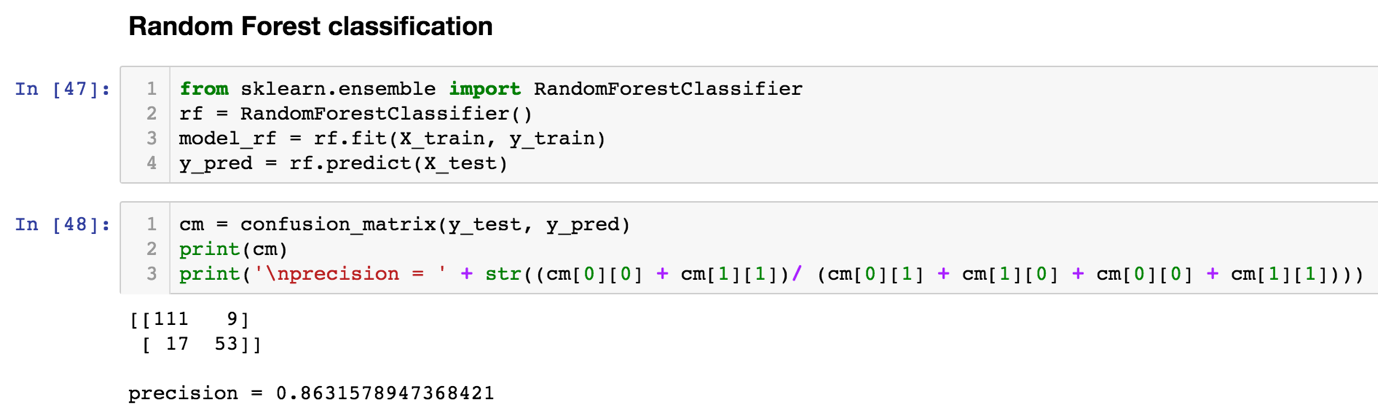 Random Forest classification
In [47]:
1 from sklearn.ensemble import RandomForestClassifier
2 rf = RandomForestClassifier()
3 model_rf = rf.fit(X_train, y_train)
4 y_pred = rf.predict(X_test)
In [48]:
1 cm = confusion_matrix(y_test, y_pred)
2 print(cm)
3 print('\nprecision = ' + str((cm[0][0] + cm[1][1])/ (cm[0][1] + cm[1][0] + cm[0][0] + cm[1][1])))
[[111   9]
 [ 17  53]]
precision = 0.8631578947368421